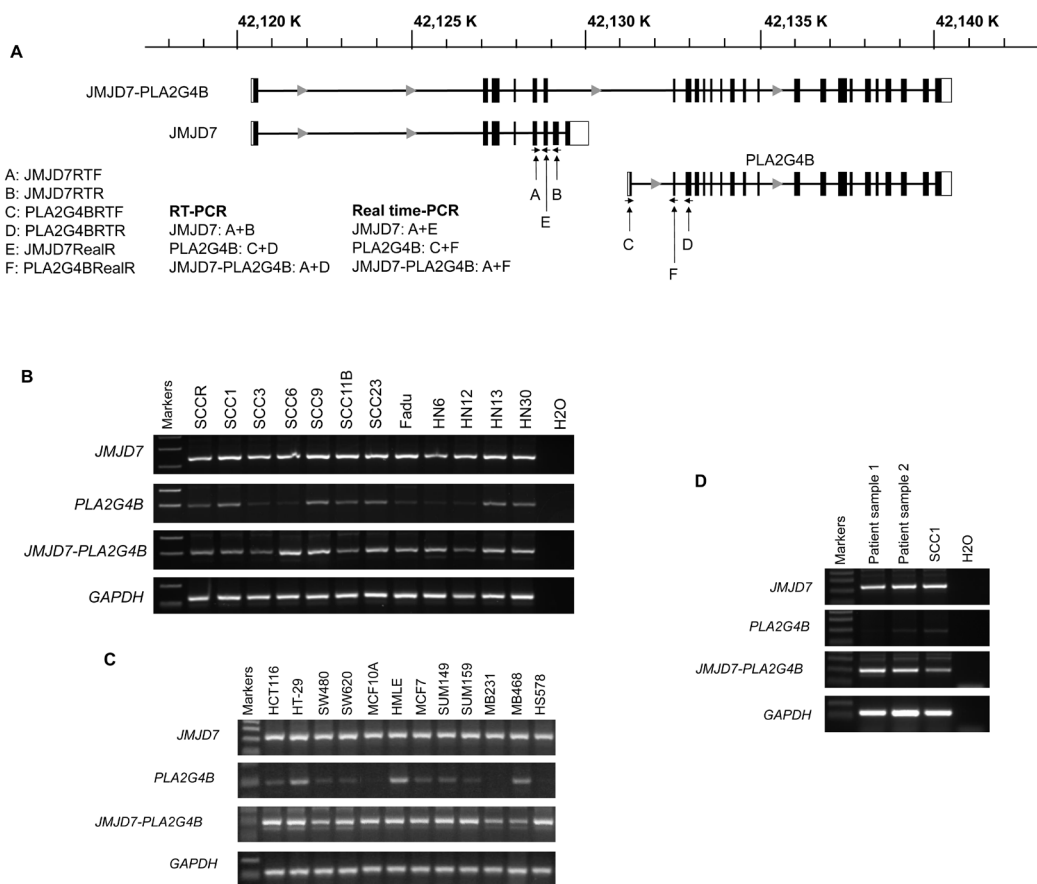 42,120 K 42,125 K 42,130 K 42,135 K 42,140 K
A
JMJD7-PLA2G4B
JMJD7
PLA2G4B
A: JMJD7RTF
B: JMJD7RTR
C: PLA2G4BRTF
D: PLA2G4BRTR
E: JMJD7RealR
F: PLA2G4BRealR
RT-PCR
JMJD7: A+B
PLA2G4B: C+D
JMJD7-PLA2G4B: A+D
Real time-PCR
JMJD7: A+E
PLA2G4B: C+F
JMJD7-PLA2G4B: A+F
A B
E
C D
F
B
Markers SCCR SCC1 SCC3 SCC6 SCC9 SCC11B SCC23 Fadu HN6 HN12 HN13 HN30 H2O
JMJD7
PLA2G4B
JMJD7-PLA2G4B
GAPDH
C
Markers HCT116 HT-29 SW480 SW620 MCF10A HMLE MCF7 SUM149 SUM159 MB231 MB468 HS578
JMJD7
PLA2G4B
JMJD7-PLA2G4B
GAPDH
D
Markers Patient sample 1 Patient sample 2 SCC1 H2O
JMJD7
PLA2G4B
JMJD7-PLA2G4B
GAPDH